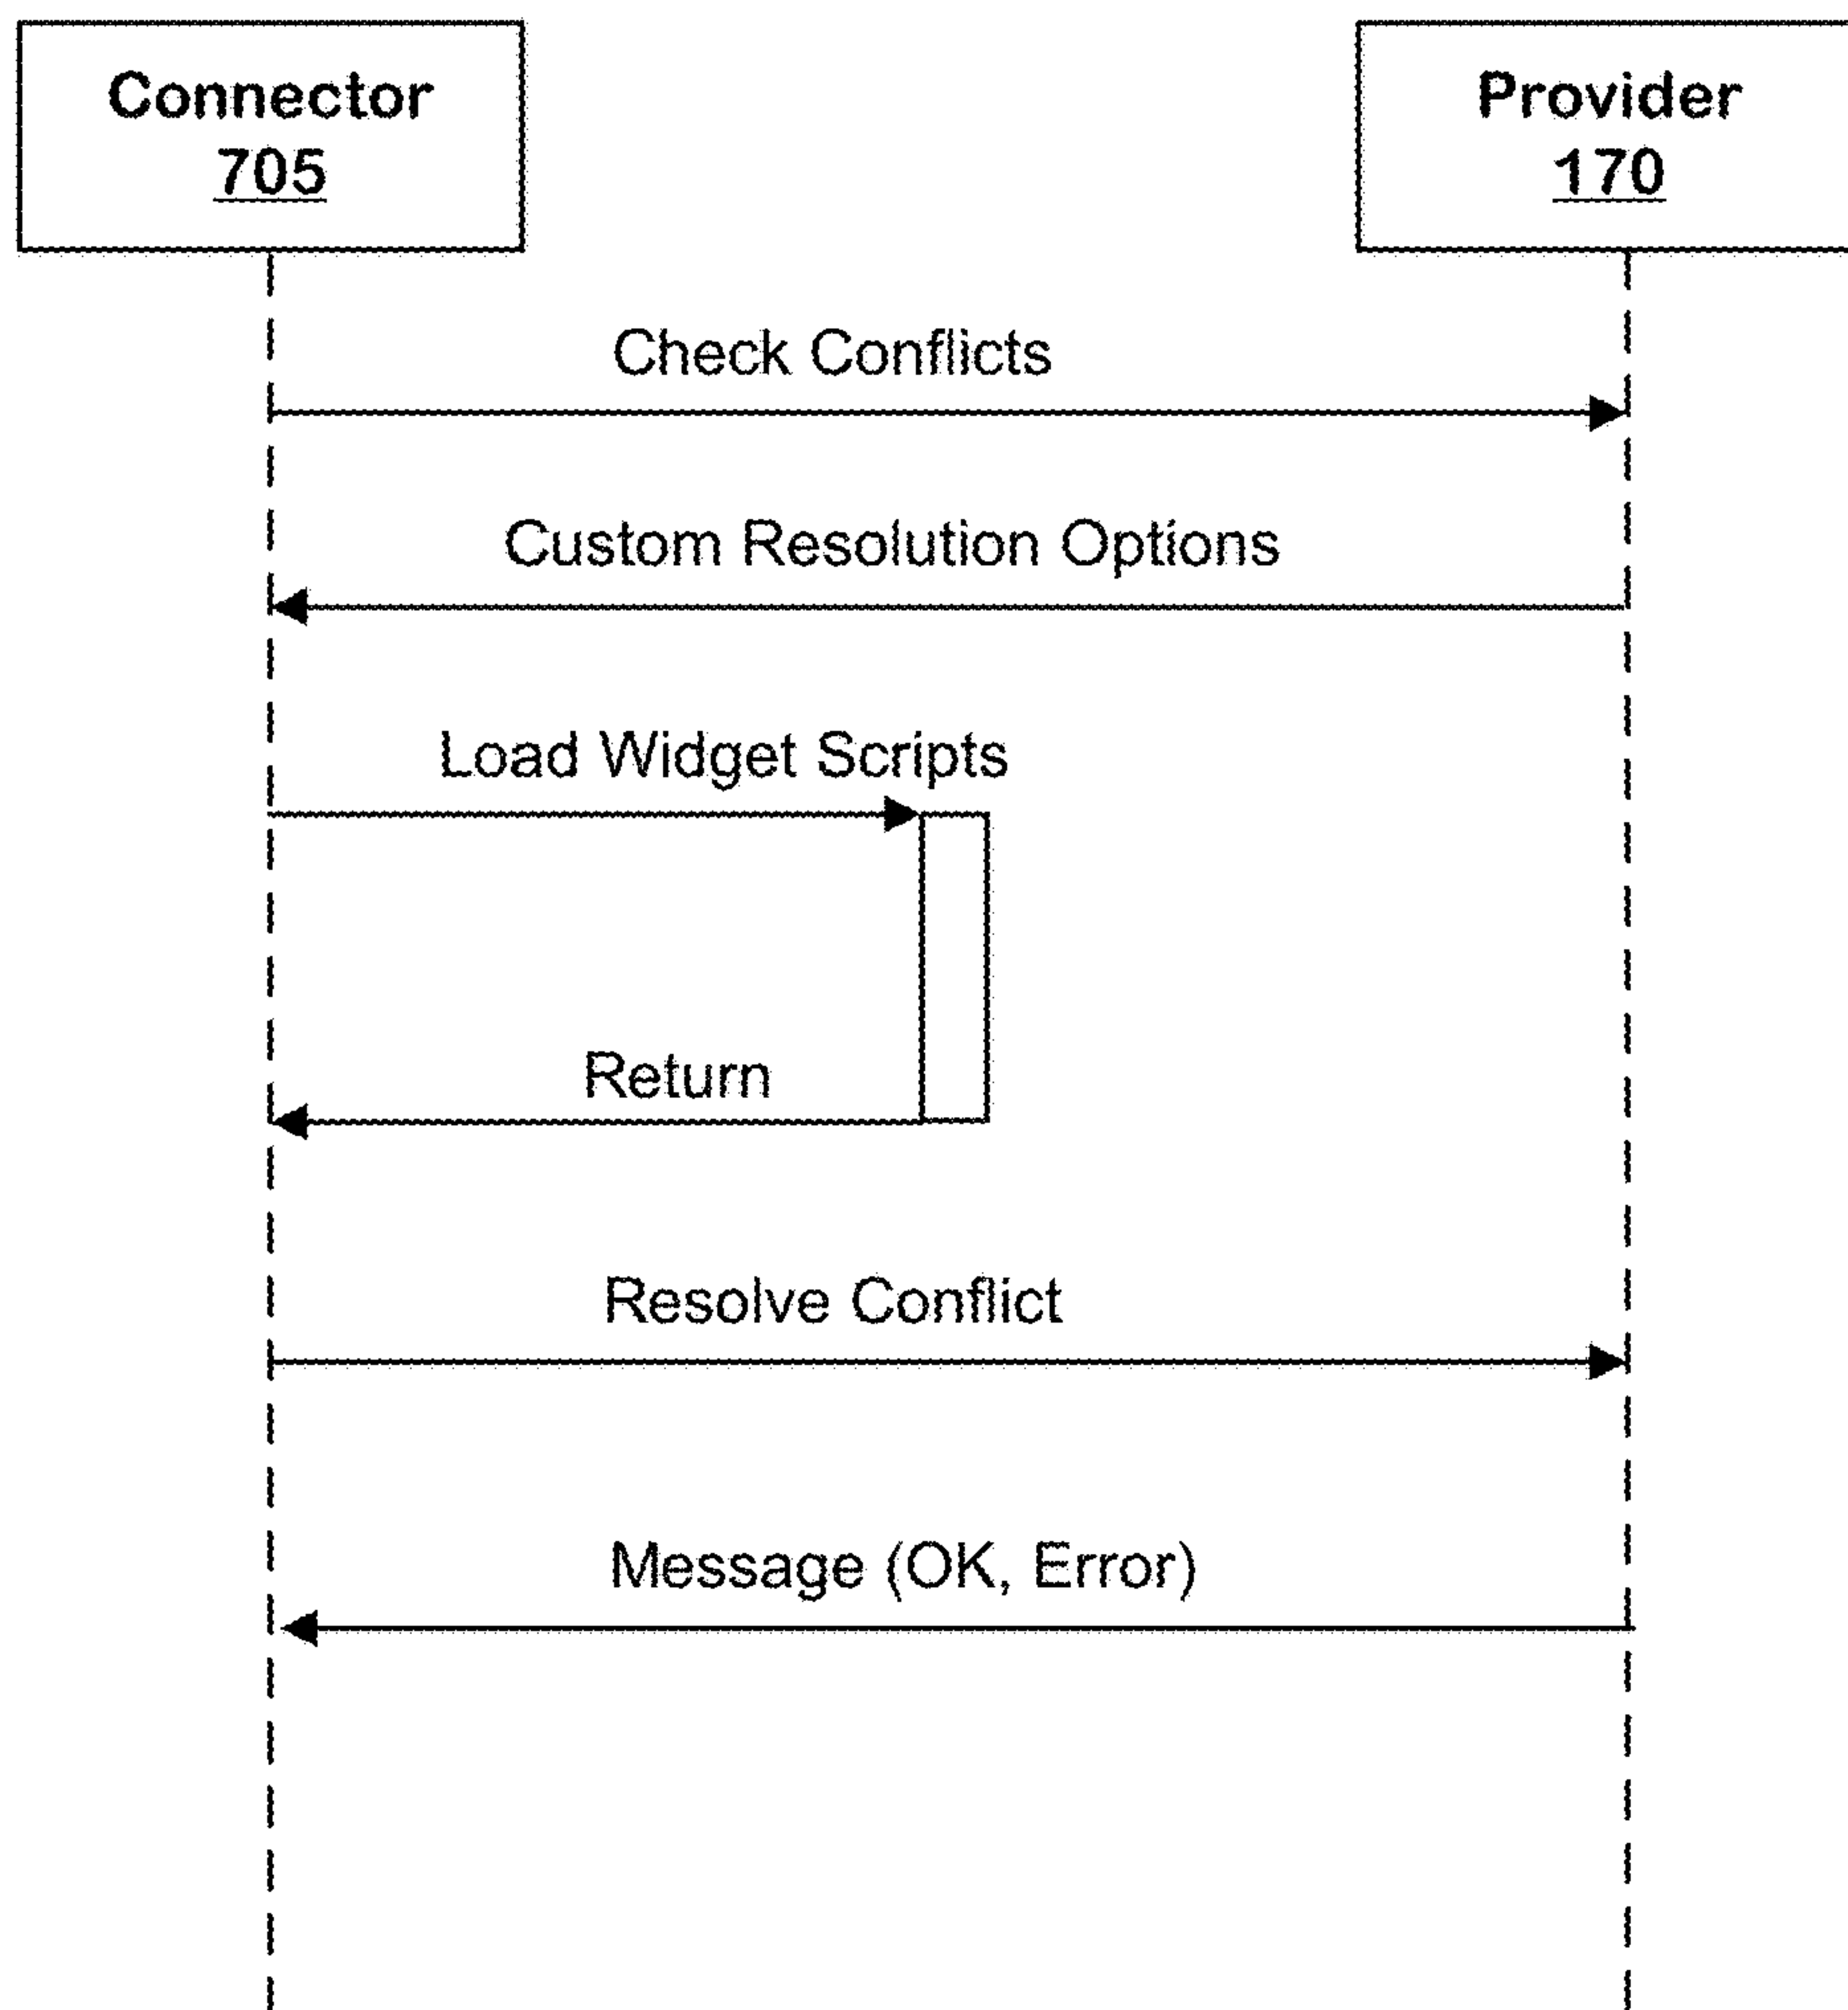 Connector
705
Provider
170
Check Conflicts
Custom Resolution Options
Load Widget Scripts
Return
Resolve Conflict
Message (OK, Error)